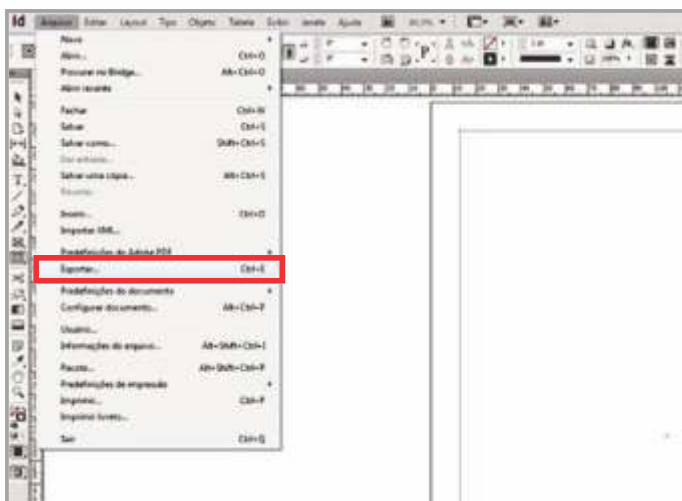 Id Arquivo Editar Layout Tipo Objeto Tabela Exibir Janela Ajuda
Novo
Abrir... Ctrl+O
Procurar no Bridge... Alt+Ctrl+O
Abrir recente
Fechar Ctrl+W
Salvar Ctrl+S
Salvar como... Shift+Ctrl+S
Salvar uma cópia... Alt+Ctrl+S
Inserir... Ctrl+D
Importar XML...
Predefinições do Adobe PDF
Exportar... Ctrl+E
Predefinições do documento
Configurar documento... Alt+Ctrl+P
Usuário...
Informações do arquivo... Alt+Shift+Ctrl+I
Pacote... Alt+Shift+Ctrl+P
Predefinições de impressão
Imprimir... Ctrl+P
Imprimir livreto...
Sair Ctrl+Q